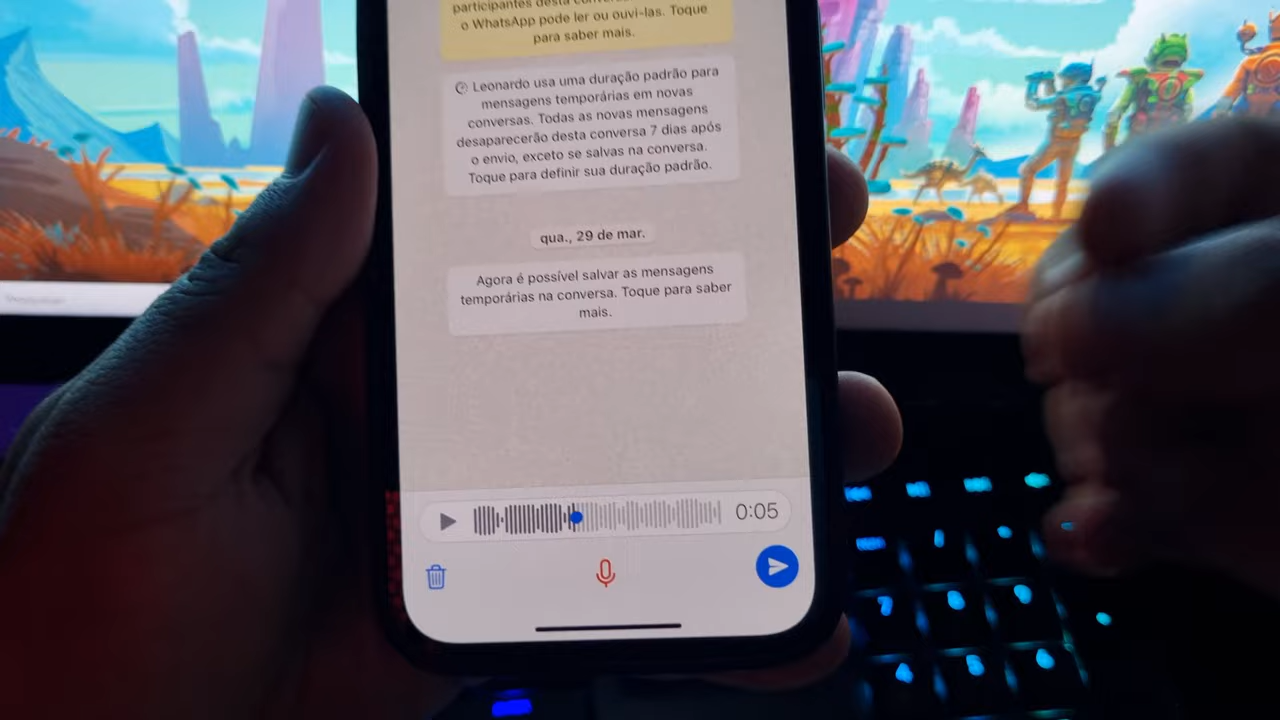 participantes desta
o WhatsApp pode ler ou ouvi-las. Toque
para saber mais.
Leonardo usa uma duração padrão para
mensagens temporárias em novas
conversas. Todas as novas mensagens
desaparecerão desta conversa 7 dias após
o envio, exceto se salvas na conversa.
Toque para definir sua duração padrão.
qua., 29 de mar.
Agora é possível salvar as mensagens
temporárias na conversa. Toque para saber
mais.
0:05